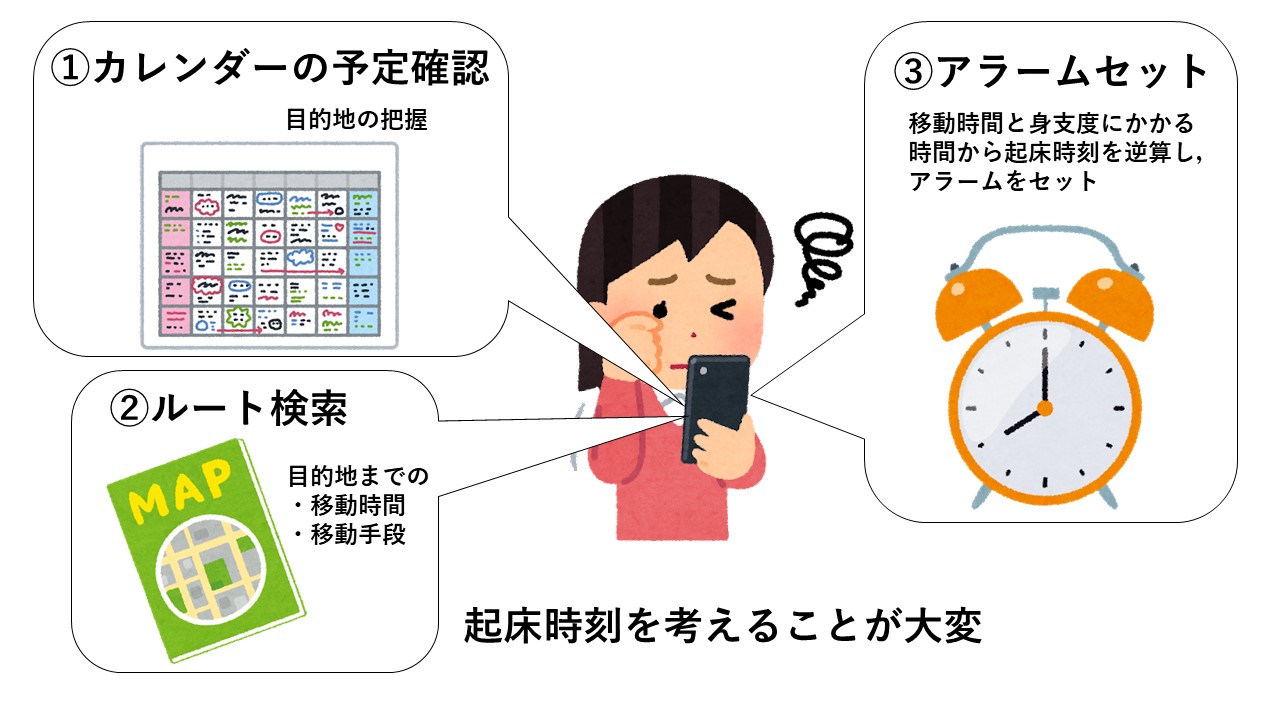 ①カレンダーの予定確認
目的地の把握
②ルート検索
MAP
目的地までの
・移動時間
・移動手段
③アラームセット
移動時間と身支度にかかる
時間から起床時刻を逆算し，
アラームをセット
起床時刻を考えることが大変